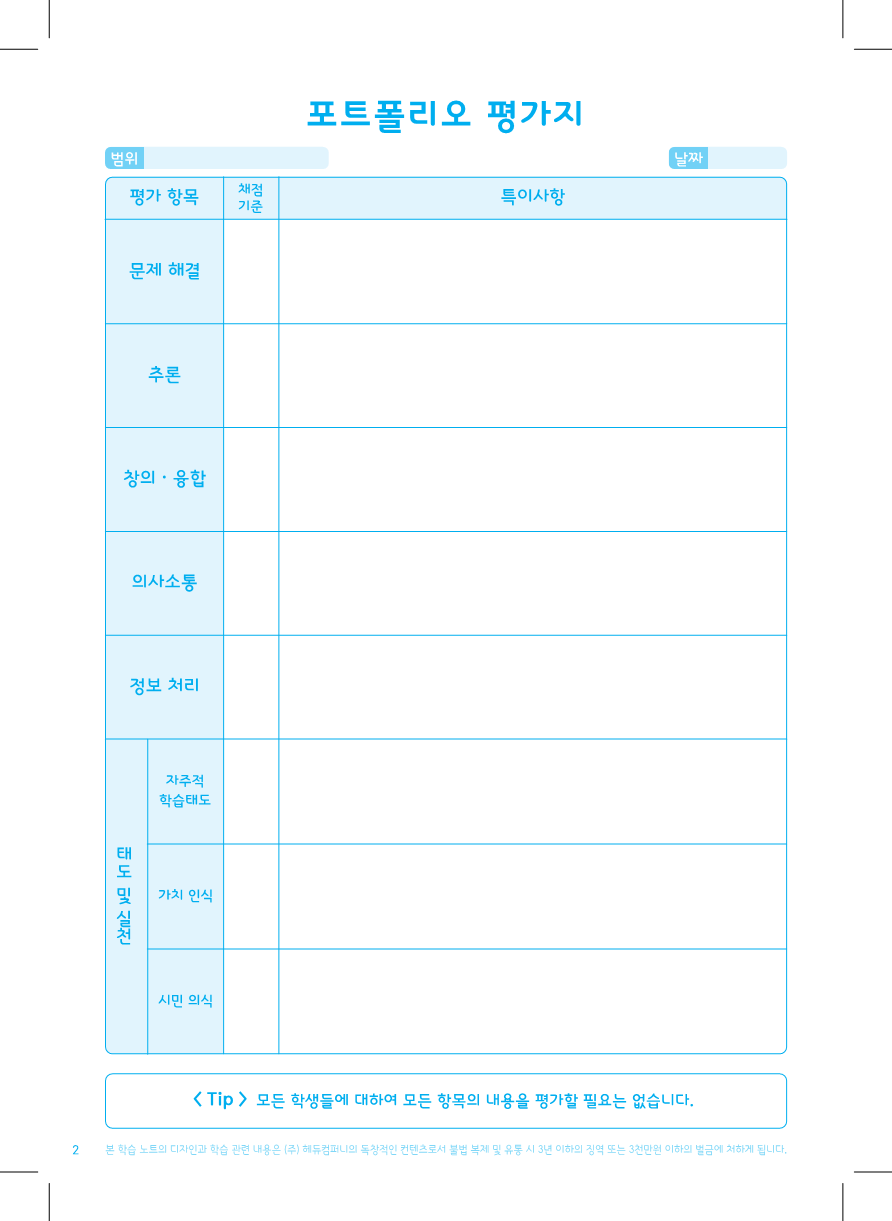 포트폴리오 평가지
범위
날짜
평가 항목
채점
기준
특이사항
문제 해결
추론
창의 · 융합
의사소통
정보 처리
태도 및 실천
자주적
학습태도
가치 인식
시민 의식
〈 Tip 〉 모든 학생들에 대하여 모든 항목의 내용을 평가할 필요는 없습니다.
2
본 학습 노트의 디자인과 학습 관련 내용은 (주) 헤듀컴퍼니의 독창적인 컨텐츠로서 불법 복제 및 유통 시 3년 이하의 징역 또는 3천만원 이하의 벌금에 처하게 됩니다.